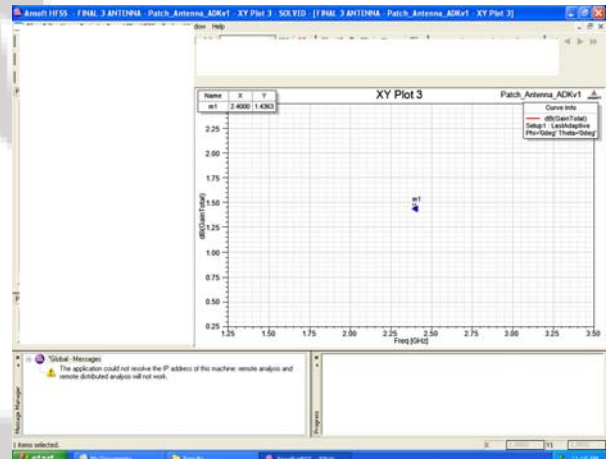 Ansoft HFSS - FINAL 3 ANTENNA - Patch_Antenna_ADKv1 - XY Plot 3 - SOLVED - [FINAL 3 ANTENNA - Patch_Antenna_ADKv1 - XY Plot 3]
Help
Name X Y
m1 2.4000 1.4363
XY Plot 3
Patch_Antenna_ADKv1
Curve Info
dB(GainTotal)
Setup1 : LastAdaptive
Phi='0deg' Theta='0deg'
2.25
2.00
1.75
1.50
1.25
1.00
0.75
0.50
0.25
dB(GainTotal)
m1
1.25 1.50 1.75 2.00 2.25 2.50 2.75 3.00 3.25 3.50
Freq [GHz]
*Global - Messages
The application could not resolve the IP address of this machine: remote analysis and
remote distributed analysis will not work.
Message Manager
Progress
1 items selected.
start My Documents